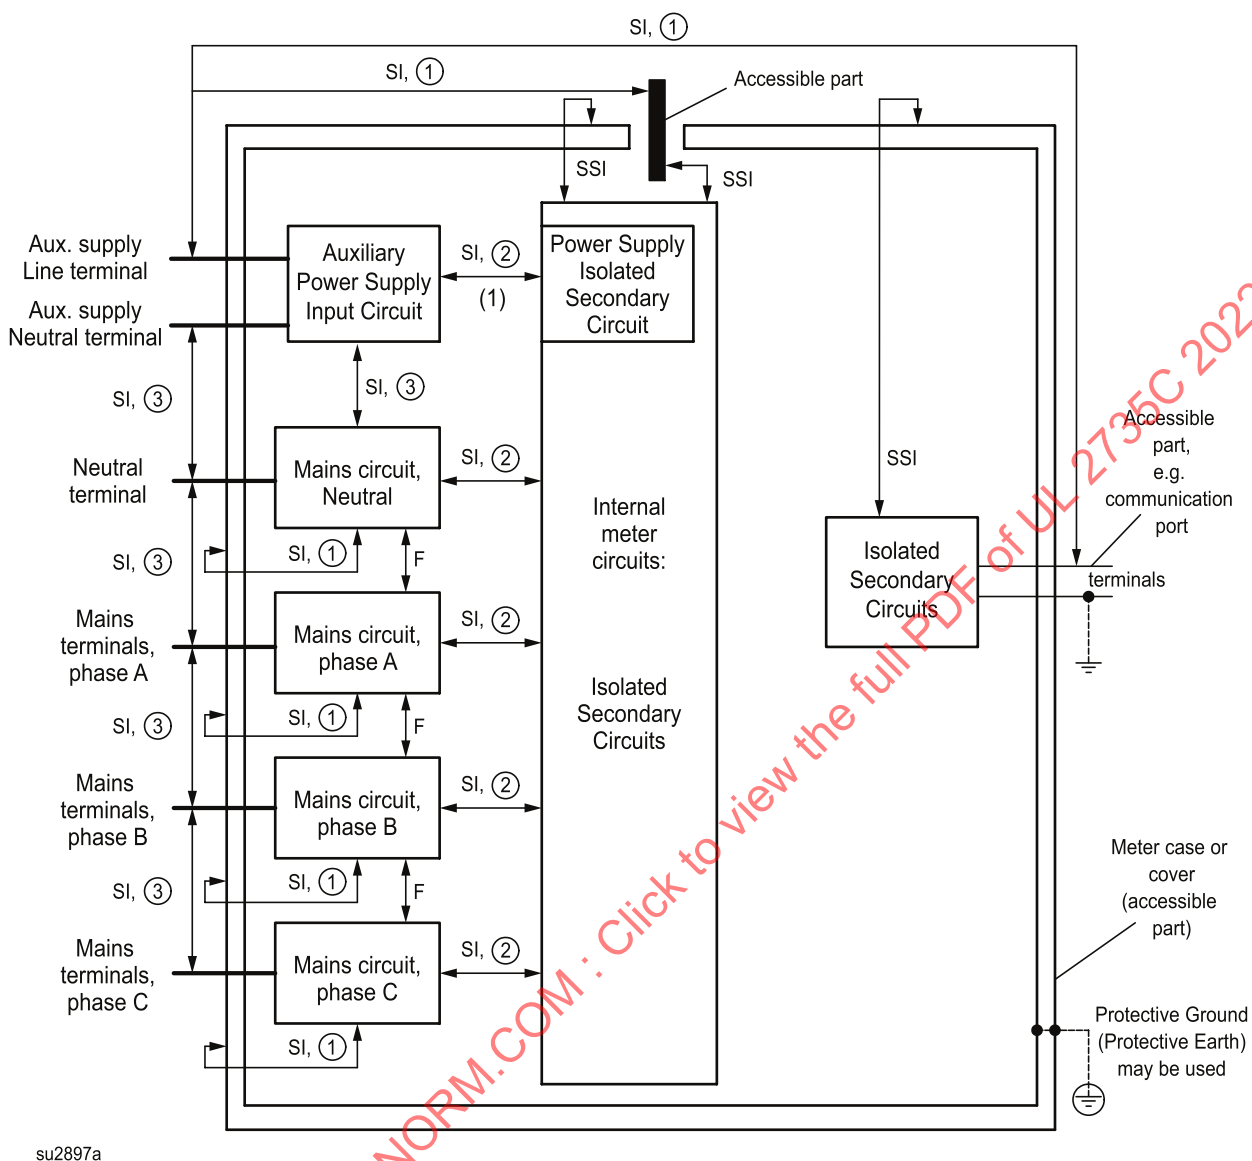 SI, 1
SI, 1
Accessible part
SSI
SSI
Aux. supply
Line terminal
Auxiliary
Power Supply
Input Circuit
SI, 2
(1)
Power Supply
Isolated
Secondary
Circuit
Aux. supply
Neutral terminal
SI, 3
SI, 3
Neutral
terminal
Mains circuit,
Neutral
SI, 2
SSI
Accessible
part,
e.g.
communication
port
Internal
meter
circuits:
SI, 3
SI, 1
F
Isolated
Secondary
Circuits
terminals
Mains
terminals,
phase A
Mains circuit,
phase A
SI, 2
Isolated
Secondary
Circuits
SI, 3
SI, 1
F
Mains
terminals,
phase B
Mains circuit,
phase B
SI, 2
SI, 3
SI, 1
F
Meter case or
cover
(accessible
part)
Mains
terminals,
phase C
Mains circuit,
phase C
SI, 2
SI, 1
Protective Ground
(Protective Earth)
may be used
su2897a
NORM.COM : Click to view the full PDF of UL 2735C 2022